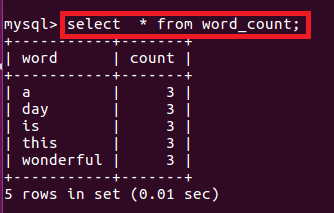 mysql> select  * from word_count;
+-----------+-------+
| word      | count |
+-----------+-------+
| a         |     3 |
| day       |     3 |
| is        |     3 |
| this      |     3 |
| wonderful |     3 |
+-----------+-------+
5 rows in set (0.01 sec)